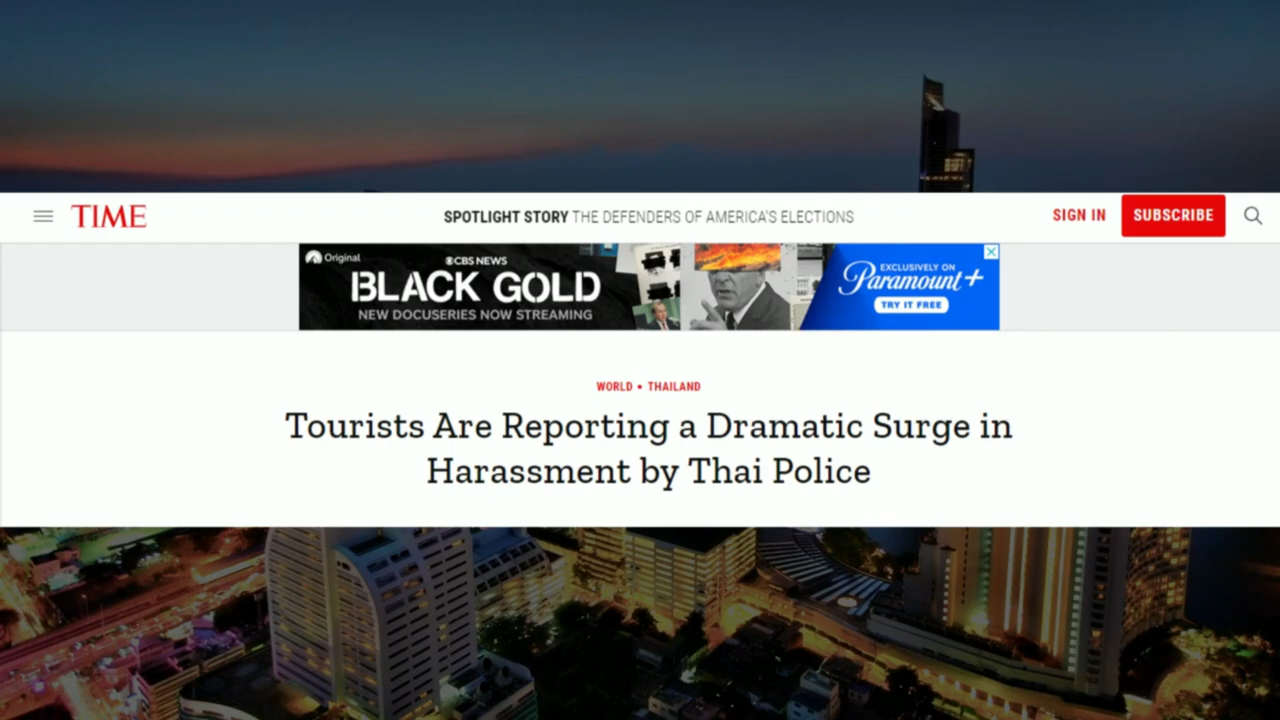 TIME
SPOTLIGHT STORY THE DEFENDERS OF AMERICA'S ELECTIONS
SIGN IN
SUBSCRIBE
Original
CBS NEWS
BLACK GOLD
NEW DOCUSERIES NOW STREAMING
EXCLUSIVELY ON
Paramount+
TRY IT FREE
WORLD • THAILAND
Tourists Are Reporting a Dramatic Surge in
Harassment by Thai Police